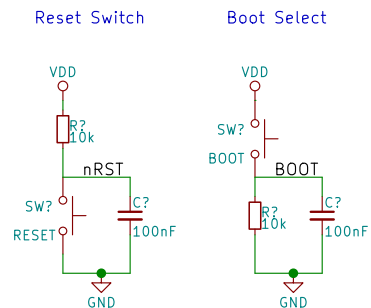 Reset Switch
Boot Select
VDD
R?
10k
nRST
SW?
RESET
C?
100nF
GND
VDD
SW?
BOOT
BOOT
R?
10k
C?
100nF
GND